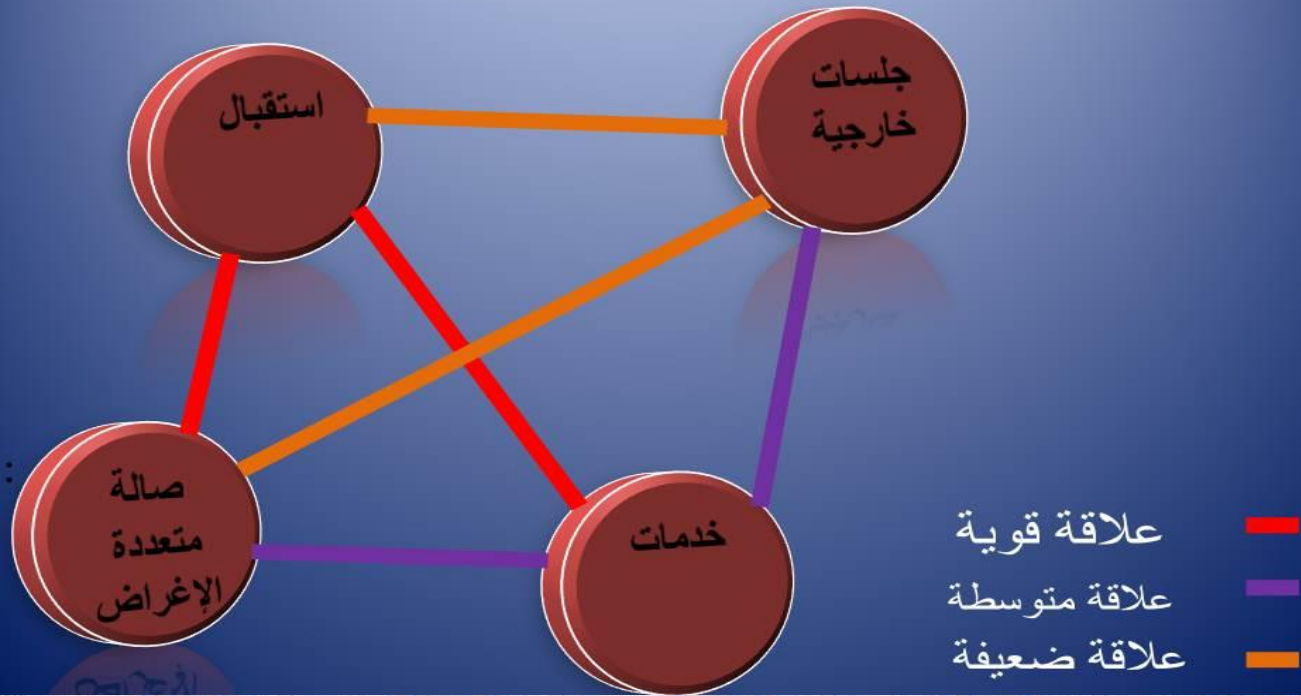 استقبال
جلسات
خارجية
صالة
متعددة
الإغراض
:
خدمات
علاقة قوية
علاقة متوسطة
علاقة ضعيفة